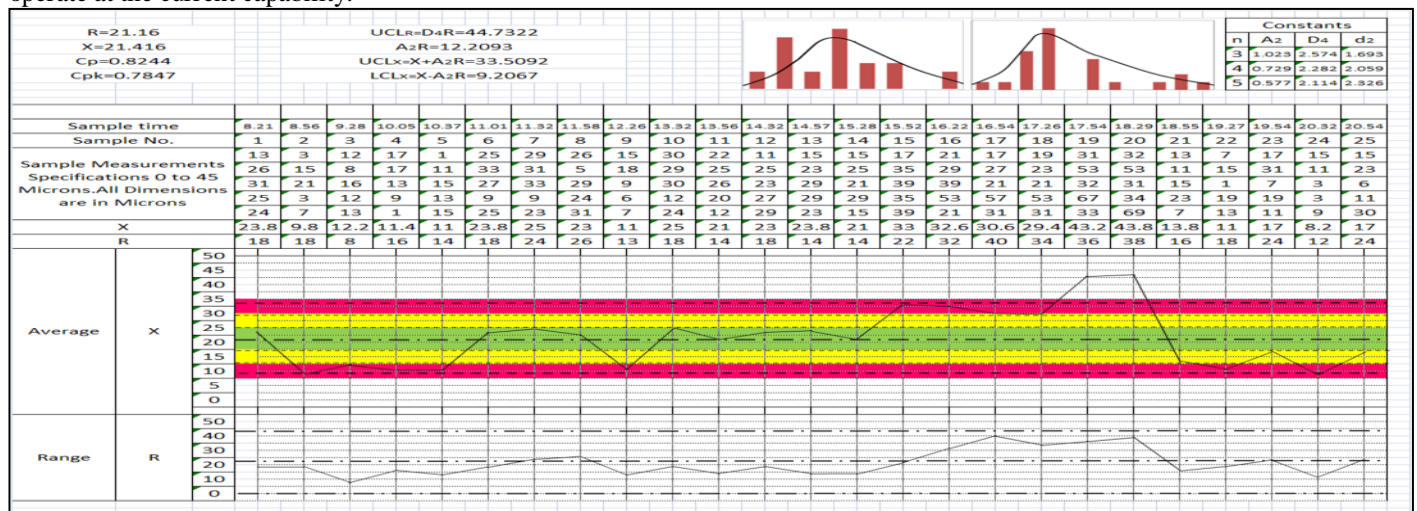 operate at the current capability.
R=21.16 UCLR=D4R=44.7322 Constants
X=21.416 A2R=12.2093 n A2 D4 d2
Cp=0.8244 UCLx=X+A2R=33.5092 3 1.023 2.574 1.693
Cpk=0.7847 LCLx=X-A2R=9.2067 4 0.729 2.282 2.059
5 0.577 2.114 2.326
Sample time 8.21 8.56 9.28 10.05 10.37 11.01 11.32 11.58 12.26 13.32 13.56 14.32 14.57 15.28 15.52 16.22 16.54 17.26 17.54 18.29 18.55 19.27 19.54 20.32 20.54
Sample No. 1 2 3 4 5 6 7 8 9 10 11 12 13 14 15 16 17 18 19 20 21 22 23 24 25
Sample Measurements Specifications 0 to 45 Microns.All Dimensions are in Microns
13 3 12 17 1 25 29 26 15 30 22 11 15 15 17 21 17 19 31 32 13 7 17 15 15
26 15 8 17 11 33 31 5 18 29 25 25 23 25 35 29 27 23 53 53 11 15 31 11 23
31 21 16 13 15 27 33 29 9 30 26 23 29 21 39 39 21 21 32 31 15 1 7 3 6
25 3 12 9 13 9 9 24 6 12 20 27 29 29 35 53 57 53 67 34 23 19 19 3 11
24 7 13 1 15 25 23 31 7 24 12 29 23 15 39 21 31 31 33 69 7 13 11 9 30
X 23.8 9.8 12.2 11.4 11 23.8 25 23 11 25 21 23 23.8 21 33 32.6 30.6 29.4 43.2 43.8 13.8 11 17 8.2 17
R 18 18 8 16 14 18 24 26 13 18 14 18 14 14 22 32 40 34 36 38 16 18 24 12 24
50
45
40
35
30
Average X 25
20
15
10
5
0
50
40
Range R 30
20
10
0